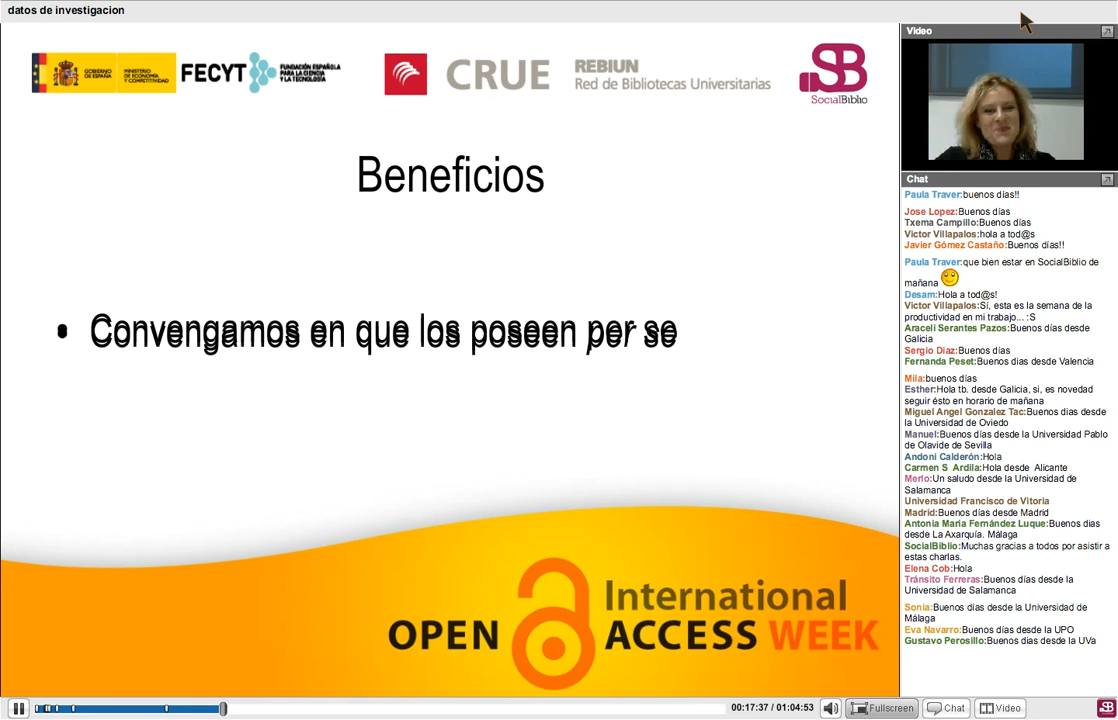 datos de investigacion
GOBIERNO
DE ESPAÑA
MINISTERIO
DE ECONOMÍA
Y COMPETITIVIDAD
FECYT
FUNDACIÓN ESPAÑOLA
PARA LA CIENCIA
Y LA TECNOLOGÍA
CRUE
REBIUN
Red de Bibliotecas Universitarias
SB
SocialBiblio
Beneficios
• Convengamos en que los poseen per se
International
OPEN ACCESS WEEK
Video
Chat
Paula Traver:buenos días!!
Jose Lopez:Buenos días
Txema Campillo:Buenos días
Victor Villapalos:hola a tod@s
Javier Gómez Castaño:Buenos días!!
Paula Traver:que bien estar en SocialBiblio de
mañana
Desam:Hola a tod@s!
Victor Villapalos:Sí, esta es la semana de la
productividad en mi trabajo... :S
Araceli Serantes Pazos:Buenos días desde
Galicia
Sergio Diaz:Buenos días
Fernanda Peset:Buenos dias desde Valencia
Mila:buenos días
Esther:Hola tb. desde Galicia, si, es novedad
seguir ésto en horario de mañana
Miguel Angel Gonzalez Tac:Buenos dias desde
la Universidad de Oviedo
Manuel:Buenos días desde la Universidad Pablo
de Olavide de Sevilla
Andoni Calderón:Hola
Carmen S Ardila:Hola desde Alicante
Merlo:Un saludo desde la Universidad de
Salamanca
Universidad Francisco de Vitoria
Madrid:Buenos días desde Madrid
Antonia Maria Fernández Luque:Buenos dias
desde La Axarquía. Málaga
SocialBiblio:Muchas gracias a todos por asistir a
estas charlas.
Elena Cob:Hola
Tránsito Ferreras:Buenos días desde la
Universidad de Salamanca
Sonia:Buenos días desde la Universidad de
Málaga
Eva Navarro:Buenos días desde la UPO
Gustavo Perosillo:Buenos dias desde la UVa
00:17:37 / 01:04:53
Fullscreen
Chat
Video
SB